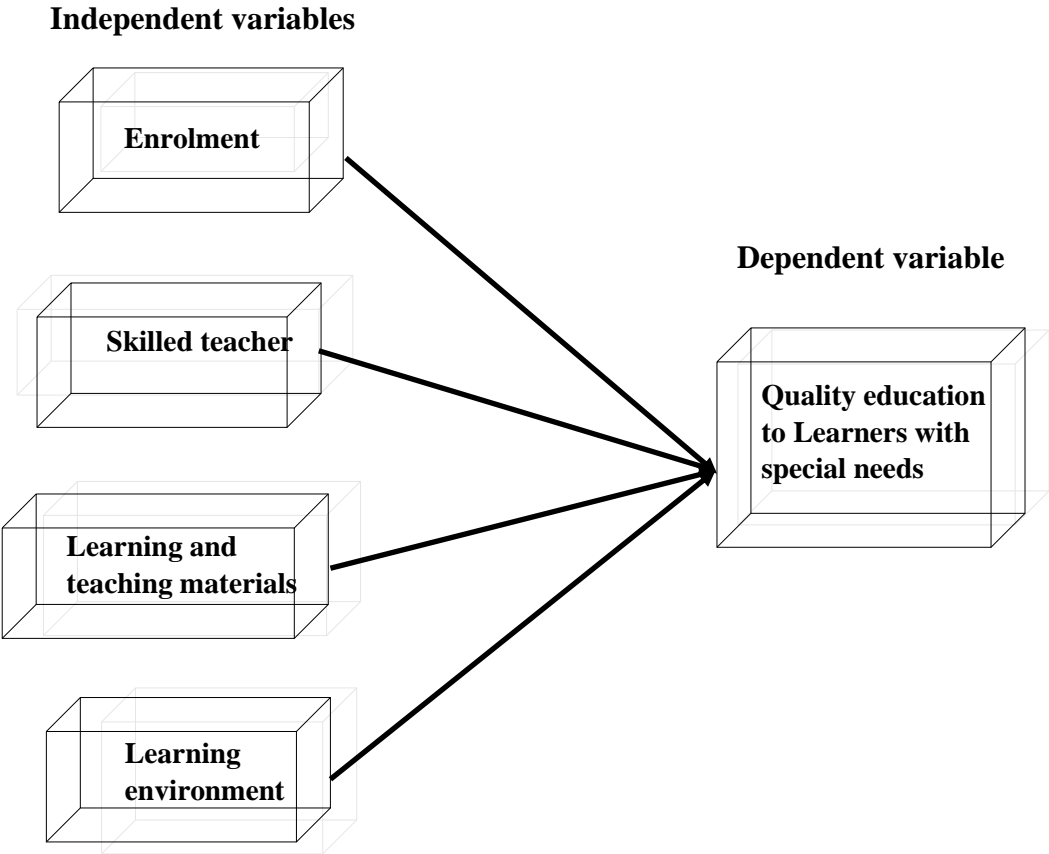 Independent variables
Enrolment
Skilled teacher
Learning and
teaching materials
Learning
environment
Dependent variable
Quality education
to Learners with
special needs